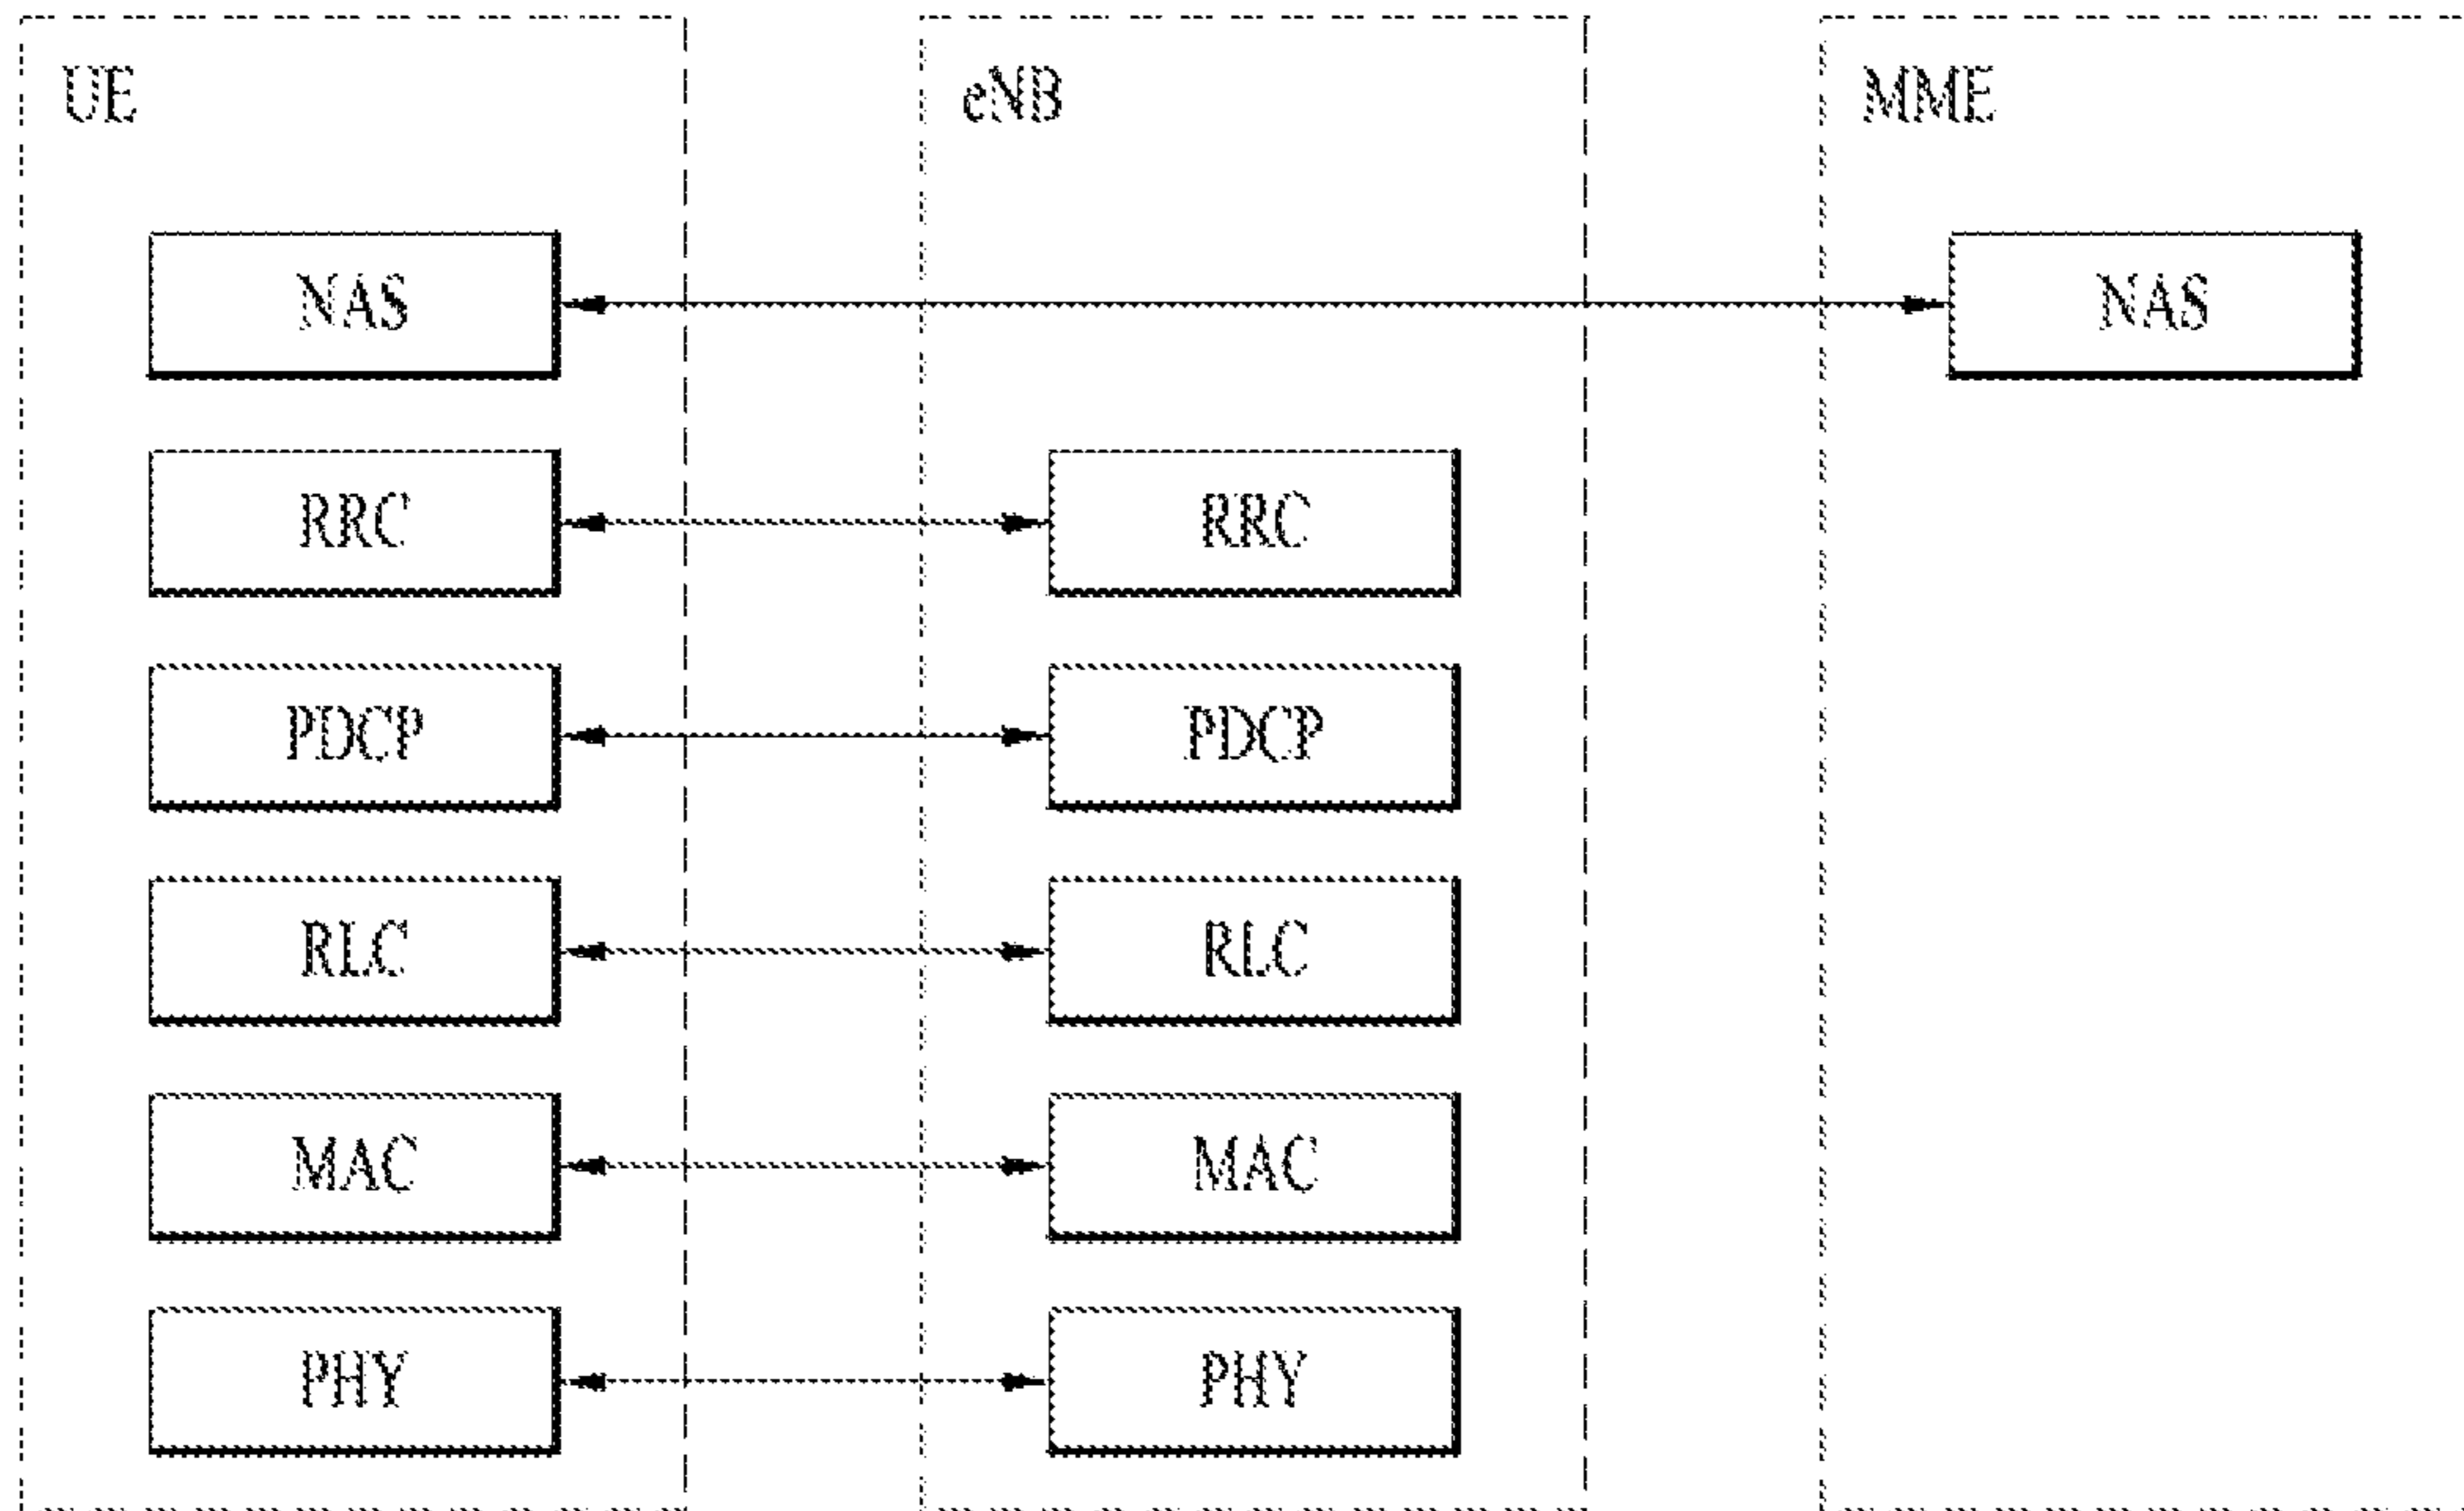 UE eNB MME
NAS NAS
RRC RRC
PDCP PDCP
RLC RLC
MAC MAC
PHY PHY